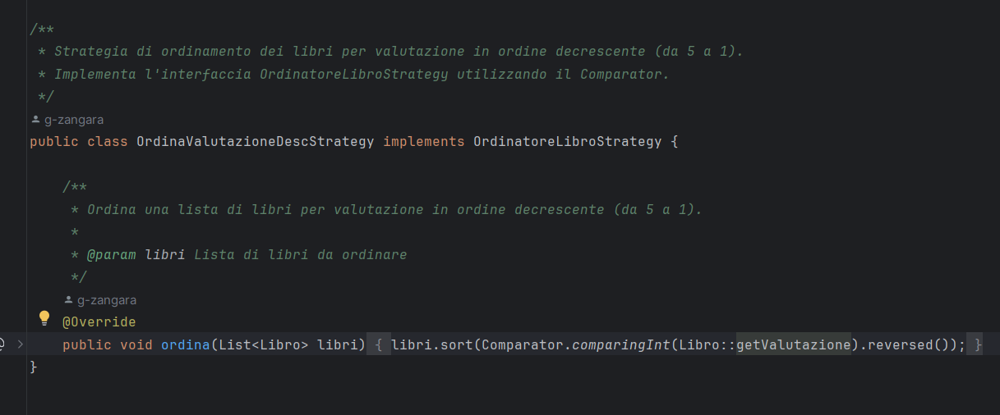 /**
 * Strategia di ordinamento dei libri per valutazione in ordine decrescente (da 5 a 1).
 * Implementa l'interfaccia OrdinatoreLibroStrategy utilizzando il Comparator.
 */
g-zangara
public class OrdinaValutazioneDescStrategy implements OrdinatoreLibroStrategy {
/**
 * Ordina una lista di libri per valutazione in ordine decrescente (da 5 a 1).
 *
 * @param libri Lista di libri da ordinare
 */
g-zangara
@Override
public void ordina(List<Libro> libri) { libri.sort(Comparator.comparingInt(Libro::getValutazione).reversed()); }
}